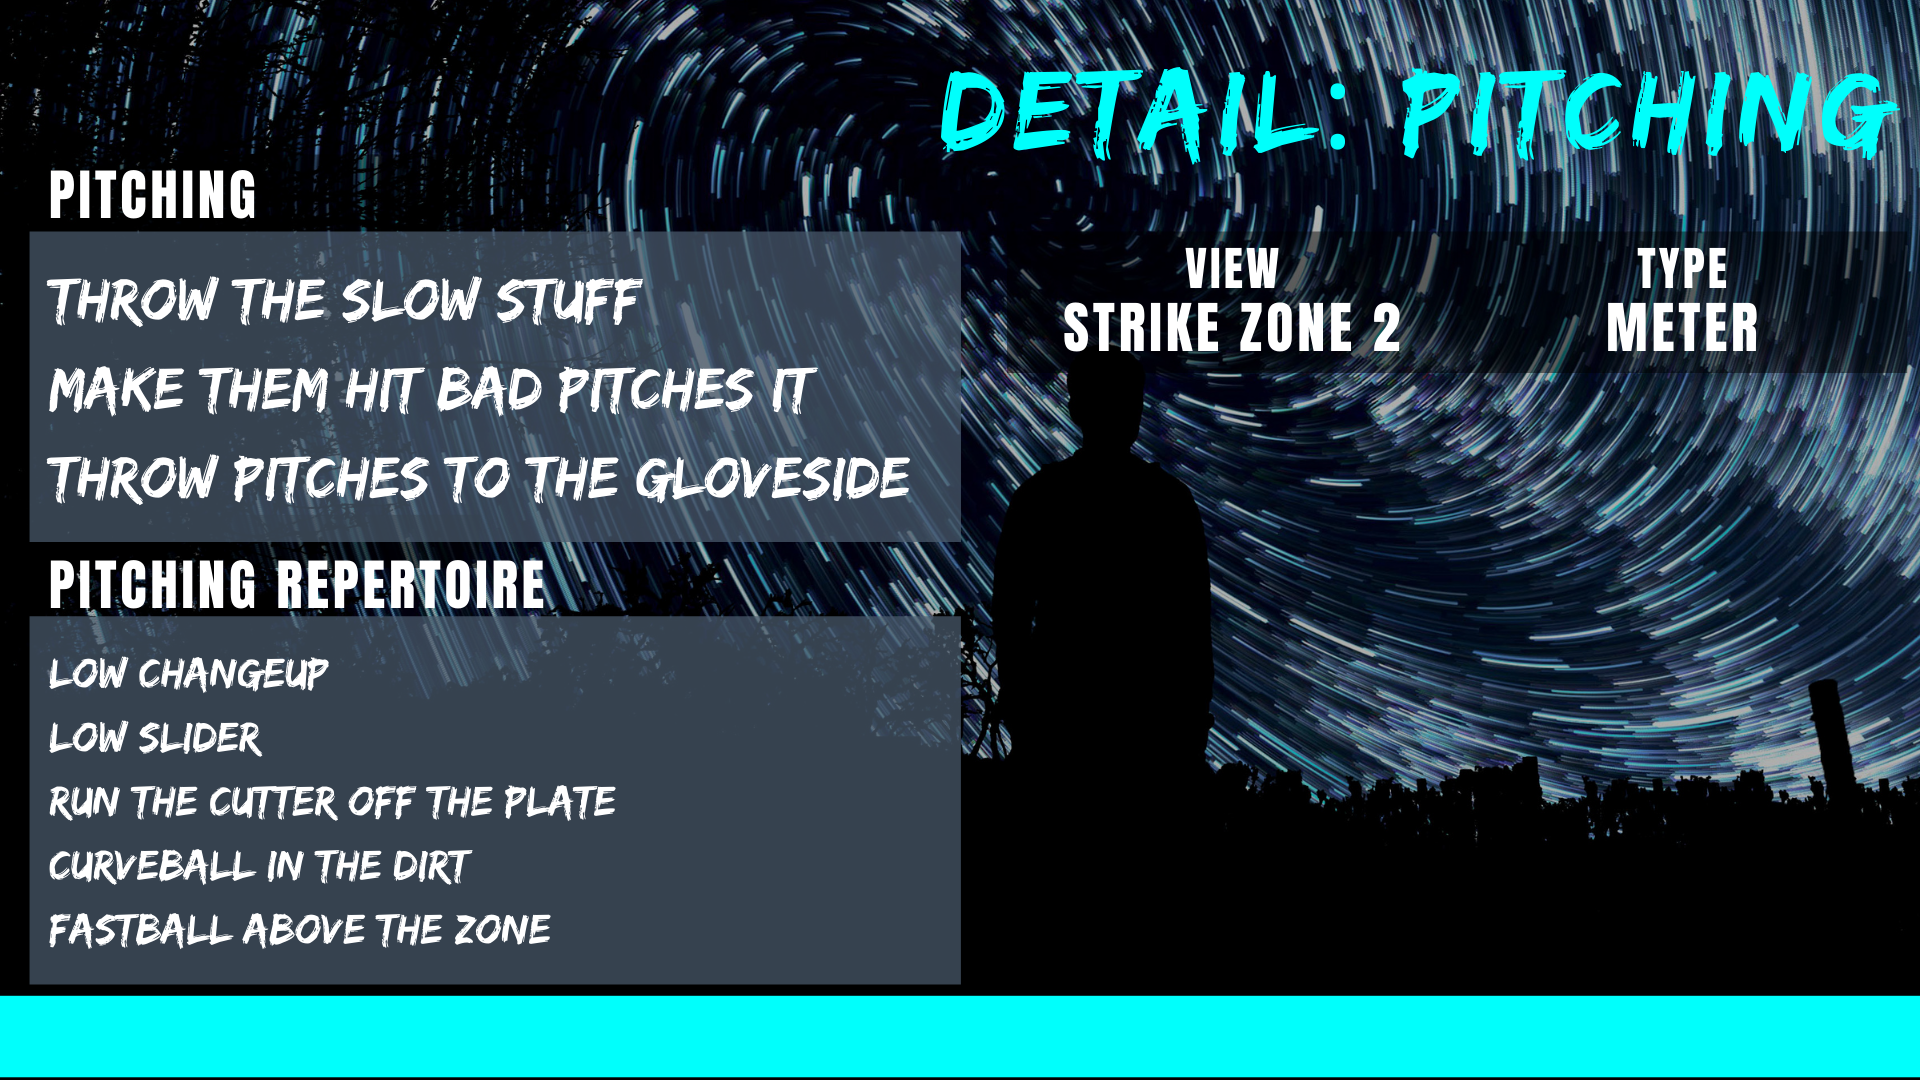 DETAIL: PITCHING
PITCHING
THROW THE SLOW STUFF
MAKE THEM HIT BAD PITCHES IT
THROW PITCHES TO THE GLOVESIDE
VIEW
STRIKE ZONE 2
TYPE
METER
PITCHING REPERTOIRE
LOW CHANGEUP
LOW SLIDER
RUN THE CUTTER OFF THE PLATE
CURVEBALL IN THE DIRT
FASTBALL ABOVE THE ZONE